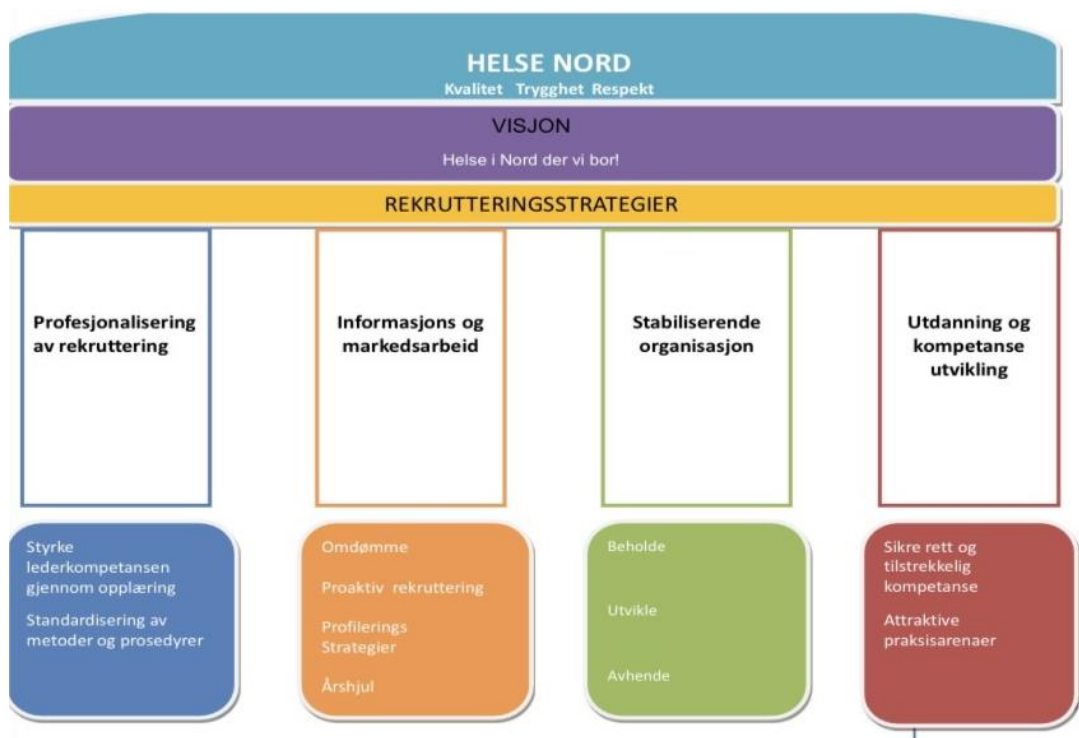 HELSE NORD
Kvalitet Trygghet Respekt
VISJON
Helse i Nord der vi bor!
REKRUTTERINGSSTRATEGIER
Profesjonalisering
av rekruttering
Informasjons og
markedsarbeid
Stabiliserende
organisasjon
Utdanning og
kompetanse
utvikling
Styrke
lederkompetansen
gjennom opplæring
Standardisering av
metoder og prosedyrer
Omdømme
Proaktiv rekruttering
Profilerings
Strategier
Årshjul
Beholde
Utvikle
Avhende
Sikre rett og
tilstrekkelig
kompetanse
Attraktive
praksisarenaer